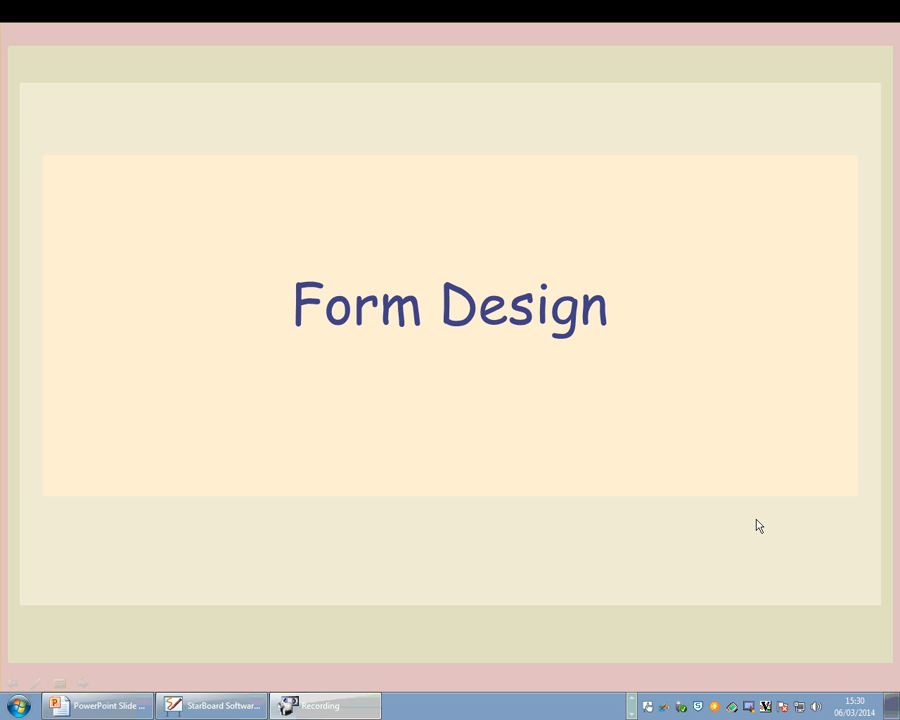 Form Design
PowerPoint Slide ...
StarBoard Softwar...
Recording
15:30
06/03/2014